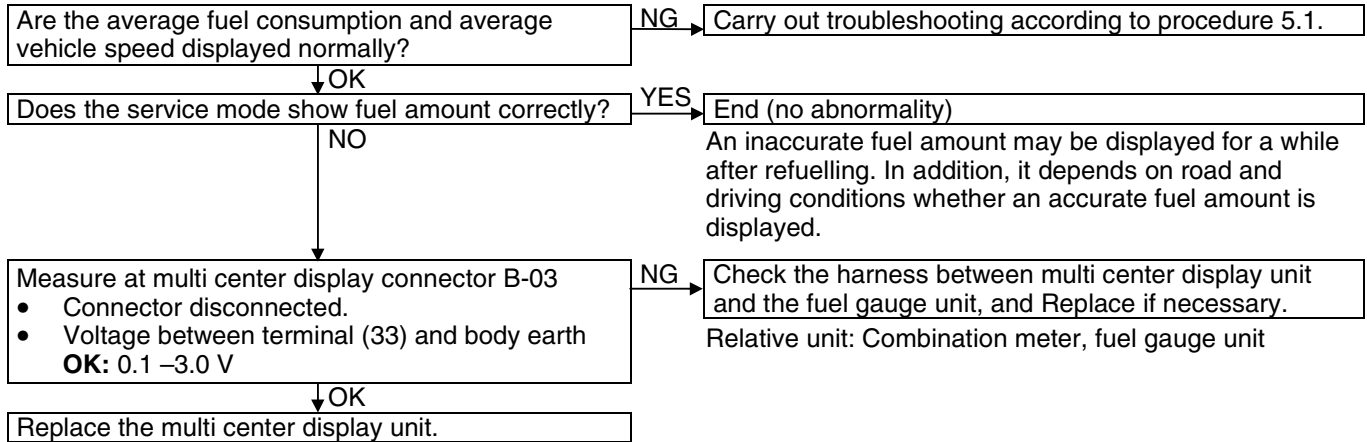 Are the average fuel consumption and average
vehicle speed displayed normally?
NG
Carry out troubleshooting according to procedure 5.1.
OK
Does the service mode show fuel amount correctly?
YES
End (no abnormality)
An inaccurate fuel amount may be displayed for a while
after refuelling. In addition, it depends on road and
driving conditions whether an accurate fuel amount is
displayed.
NO
Measure at multi center display connector B-03
• Connector disconnected.
• Voltage between terminal (33) and body earth
OK: 0.1 –3.0 V
NG
Check the harness between multi center display unit
and the fuel gauge unit, and Replace if necessary.
Relative unit: Combination meter, fuel gauge unit
OK
Replace the multi center display unit.